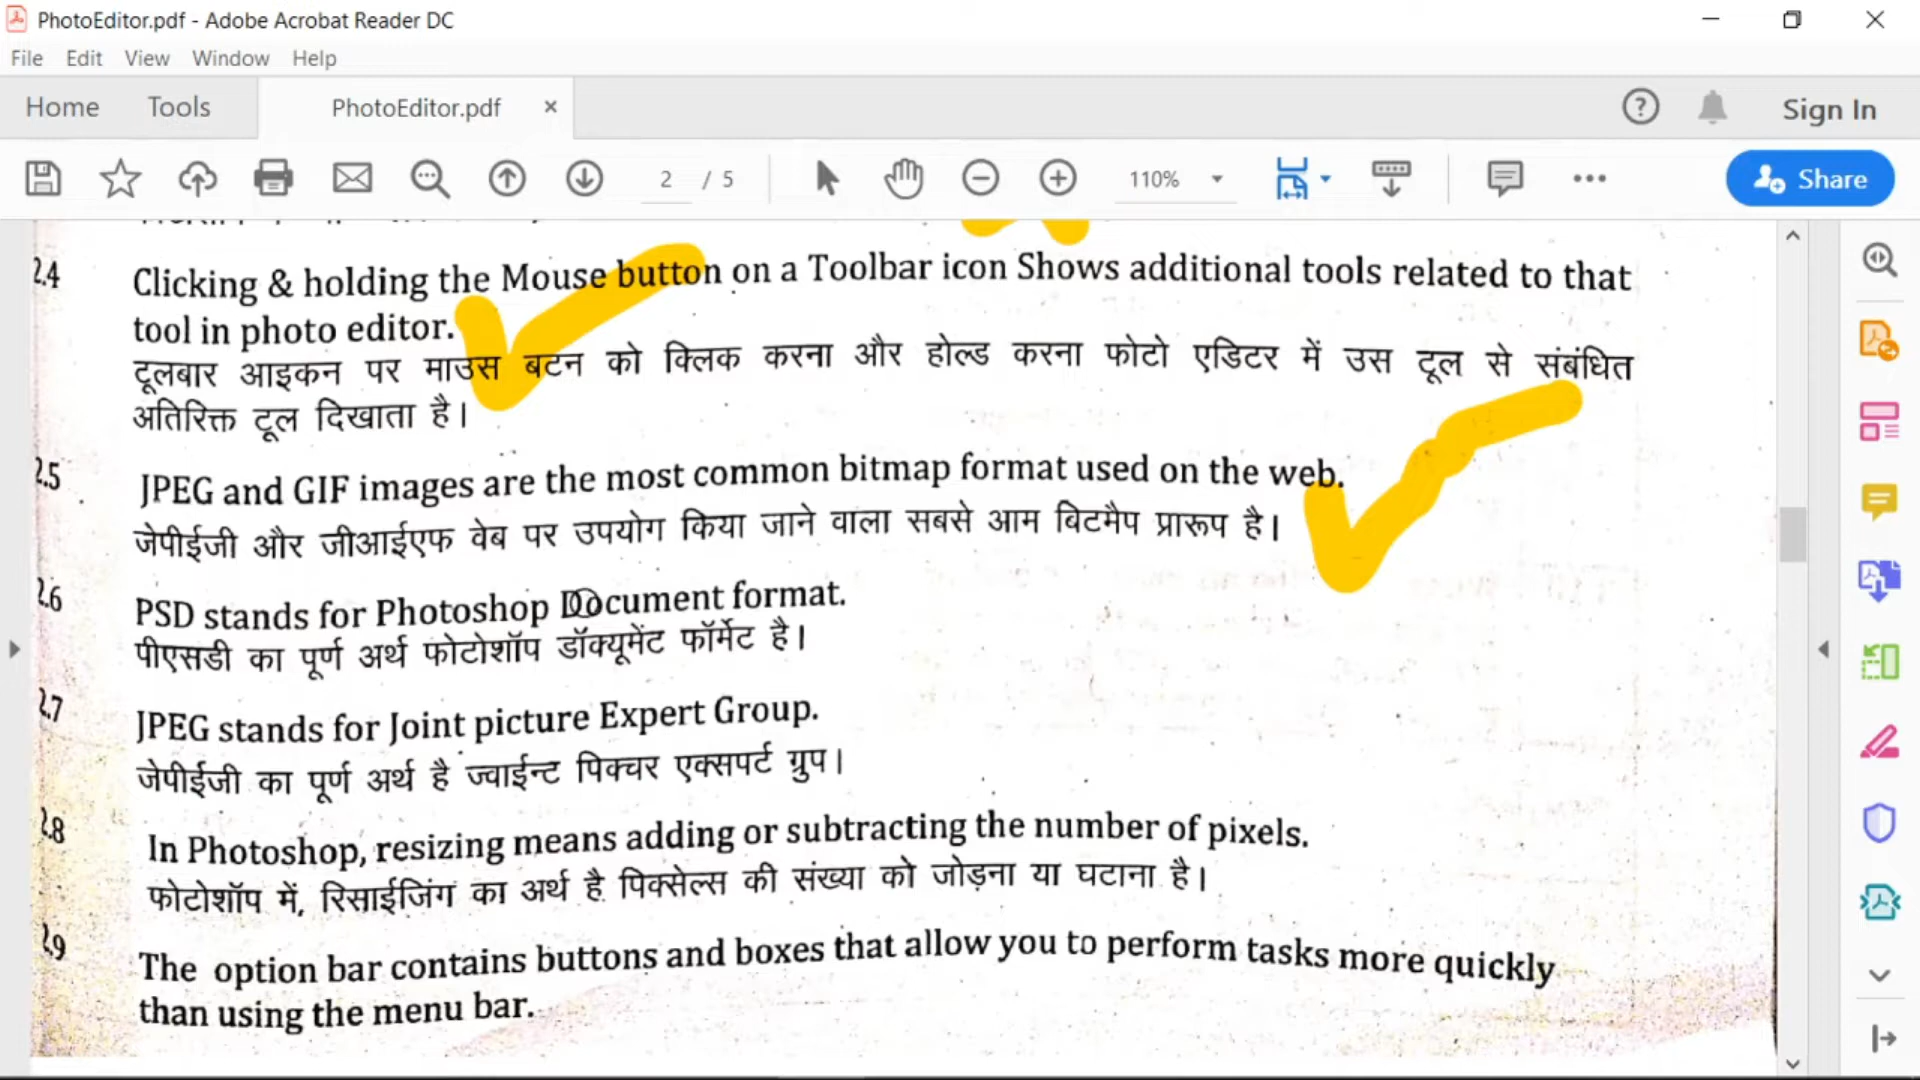 PhotoEditor.pdf - Adobe Acrobat Reader DC
File Edit View Window Help
Home Tools PhotoEditor.pdf × Sign In
2 / 5 110% Share
2.4 Clicking & holding the Mouse button on a Toolbar icon Shows additional tools related to that
tool in photo editor.
टूलबार आइकन पर माउस बटन को क्लिक करना और होल्ड करना फोटो एडिटर में उस टूल से संबंधित
अतिरिक्त टूल दिखाता है।
2.5 JPEG and GIF images are the most common bitmap format used on the web.
जेपीईजी और जीआईएफ वेब पर उपयोग किया जाने वाला सबसे आम बिटमैप प्रारूप है।
2.6 PSD stands for Photoshop Document format.
पीएसडी का पूर्ण अर्थ फोटोशॉप डॉक्यूमेंट फॉर्मेट है।
2.7 JPEG stands for Joint picture Expert Group.
जेपीईजी का पूर्ण अर्थ है ज्वाईन्ट पिक्चर एक्सपर्ट ग्रुप।
2.8 In Photoshop, resizing means adding or subtracting the number of pixels.
फोटोशॉप में, रिसाईजिंग का अर्थ है पिक्सेल्स की संख्या को जोड़ना या घटाना है।
2.9 The option bar contains buttons and boxes that allow you to perform tasks more quickly
than using the menu bar.